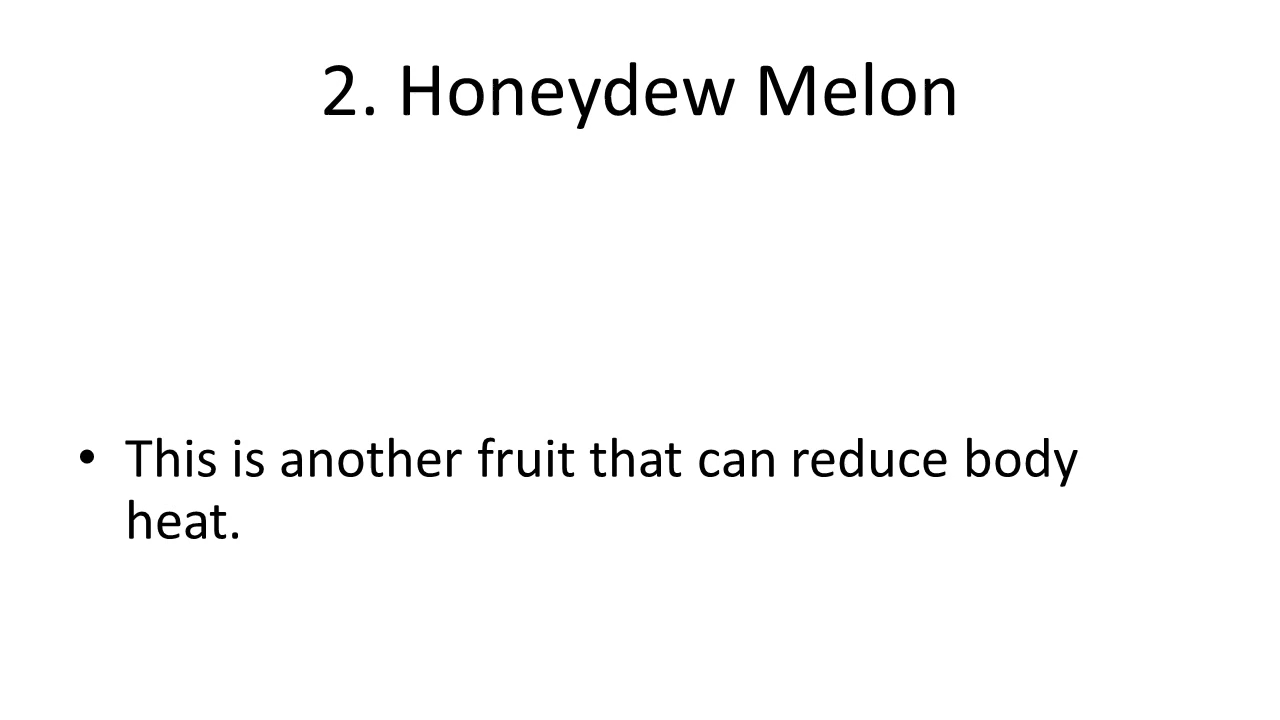 2. Honeydew Melon
• This is another fruit that can reduce body
heat.